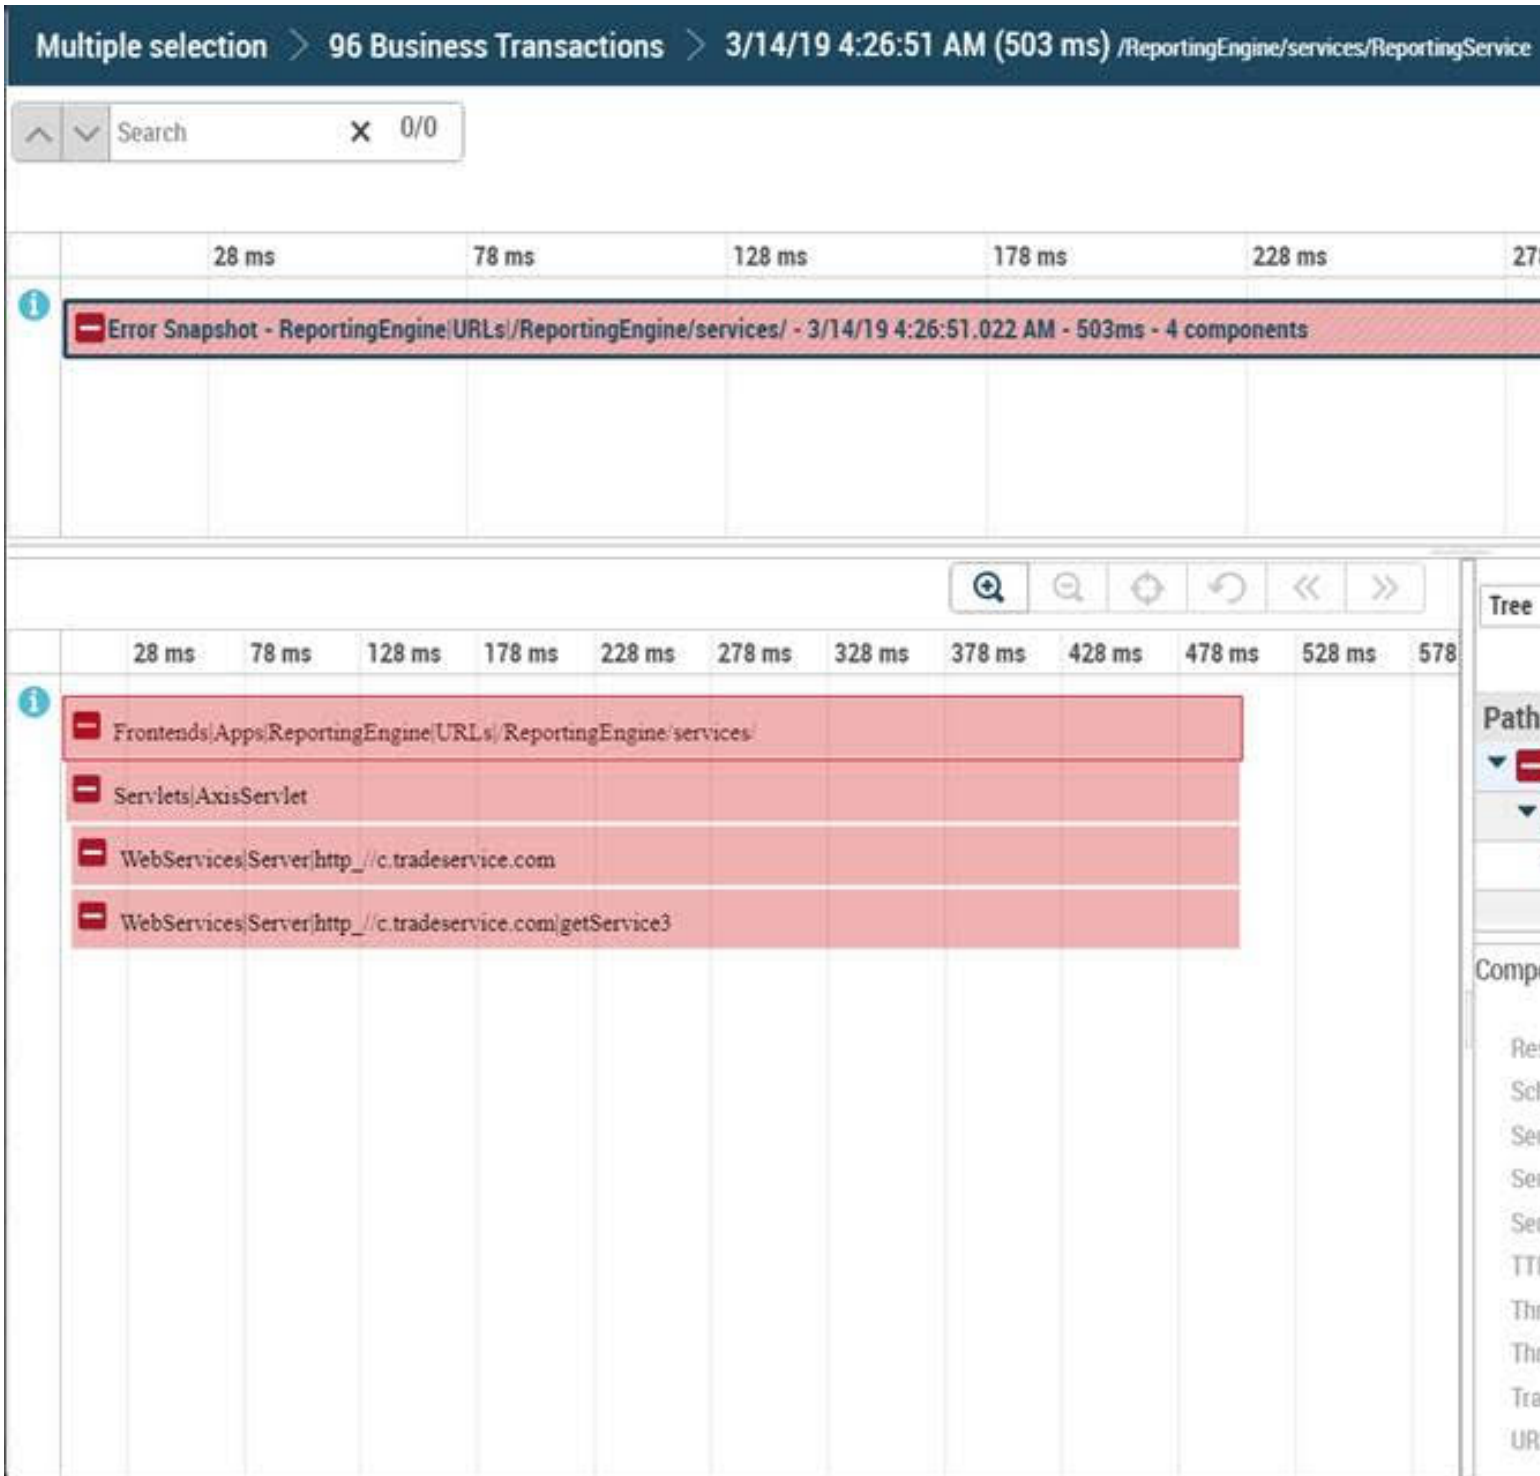 Multiple selection > 96 Business Transactions > 3/14/19 4:26:51 AM (503 ms) /ReportingEngine/services/ReportingService
Search 0/0
28 ms 78 ms 128 ms 178 ms 228 ms 278
Error Snapshot - ReportingEngine|URLs|/ReportingEngine/services/ - 3/14/19 4:26:51.022 AM - 503ms - 4 components
Tree
28 ms 78 ms 128 ms 178 ms 228 ms 278 ms 328 ms 378 ms 428 ms 478 ms 528 ms 578
Frontends|Apps|ReportingEngine|URLs|/ReportingEngine/services/
Path
Servlets|AxisServlet
WebServices|Server|http_//c.tradeservice.com
WebServices|Server|http_//c.tradeservice.com|getService3